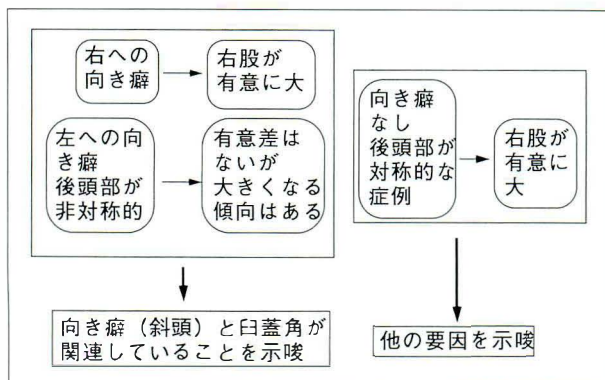 右への
向き癖
右股が
有意に大
左への向
き癖
後頭部が
非対称的
有意差は
ないが
大きくなる
傾向はある
向き癖
なし
後頭部が
対称的な
症例
右股が
有意に
大
向き癖（斜頭）と臼蓋角が
関連していることを示唆
他の要因を示唆